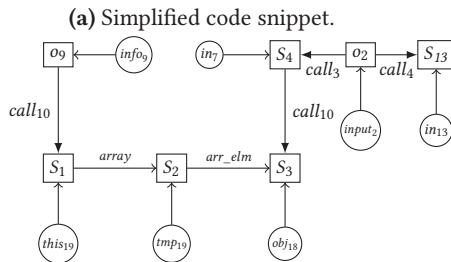 (a) Simplified code snippet.
o9 info9 in7 S4 o2 S13
call3 call4
call10 call10
input2 in13
array arr_elm
S1 S2 S3
this19 tmp19 obj18